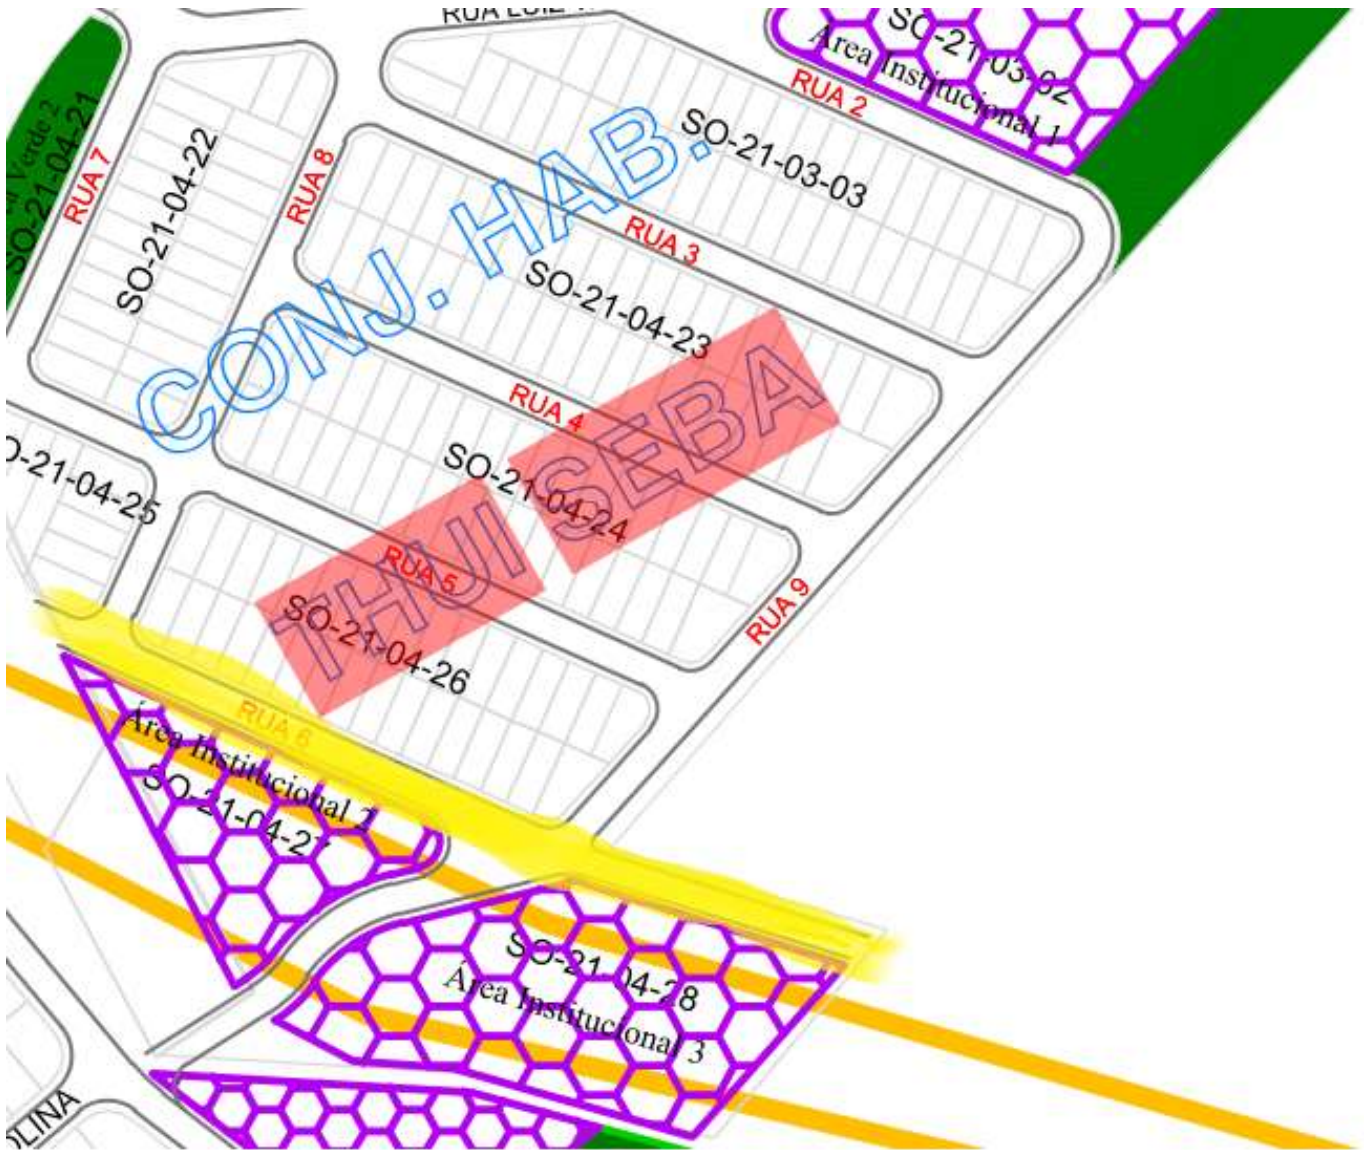 RUA 2
SO-21-03-02
Área Institucional 1
SO-21-04-21
RUA 7
SO-21-04-22
RUA 8
SO-21-03-03
RUA 3
CONJ. HAB.
SO-21-04-23
RUA 4
SEBA
SO-21-04-24
THUI
RUA 5
-21-04-25
SO-21-04-26
RUA 9
RUA 6
Área Institucional 2
SO-21-04-27
SO-21-04-28
Área Institucional 3